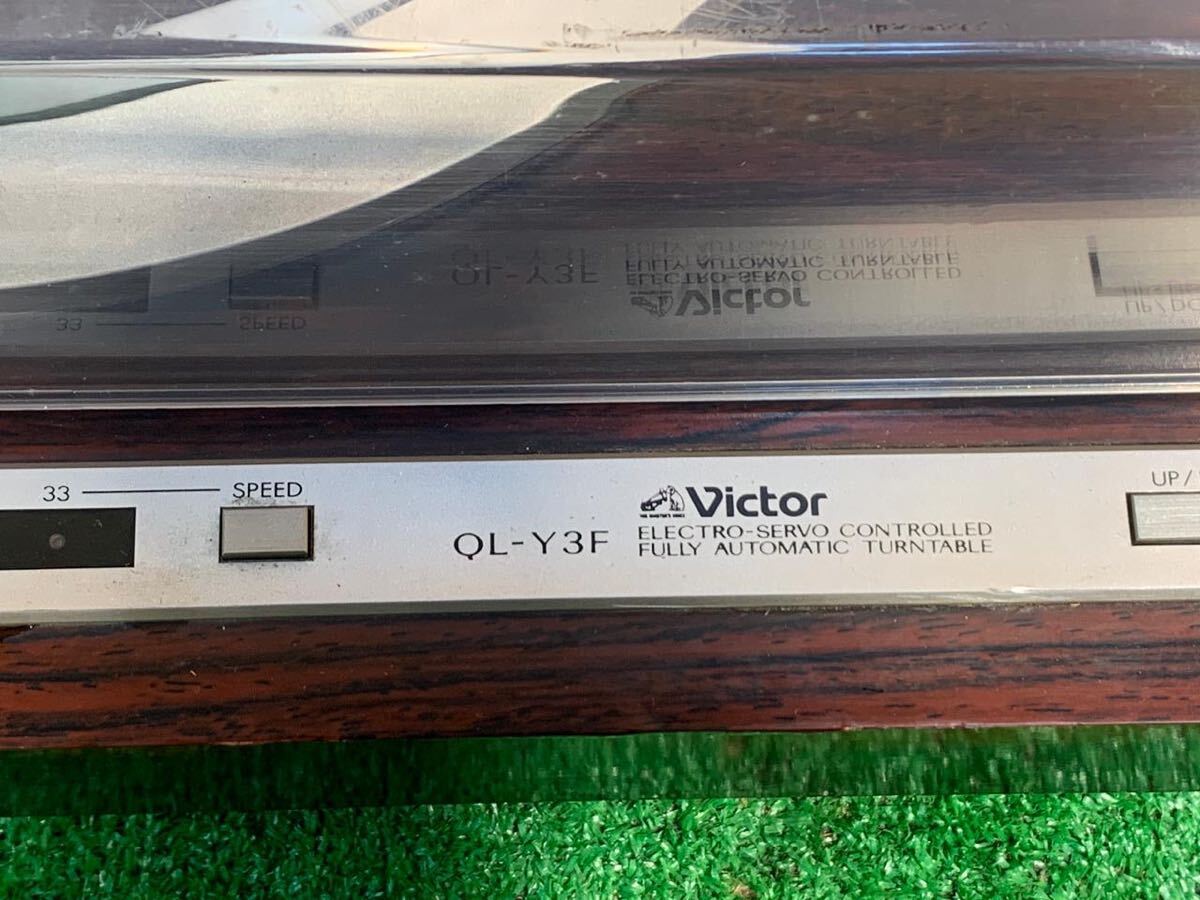 33 SPEED
QL-Y3F
Victor
ELECTRO-SERVO CONTROLLED
FULLY AUTOMATIC TURNTABLE
UP/